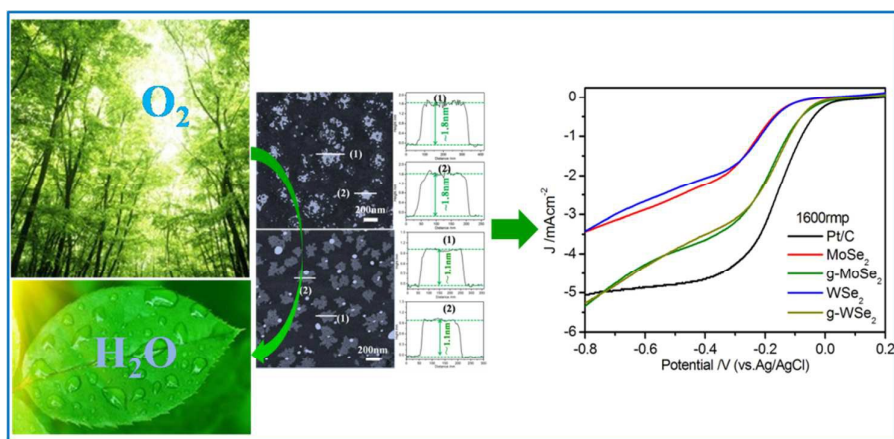 O₂
H₂O
(1)
(2)
200nm
(2)
(1)
200nm
(1)
~1.8nm
(2)
~1.8nm
(1)
~1.1nm
(2)
~1.1nm
J /mAcm⁻²
0
-1
-2
-3
-4
-5
-6
1600rmp
Pt/C
MoSe₂
g-MoSe₂
WSe₂
g-WSe₂
-0.8 -0.6 -0.4 -0.2 0.0 0.2
Potential /V (vs.Ag/AgCl)